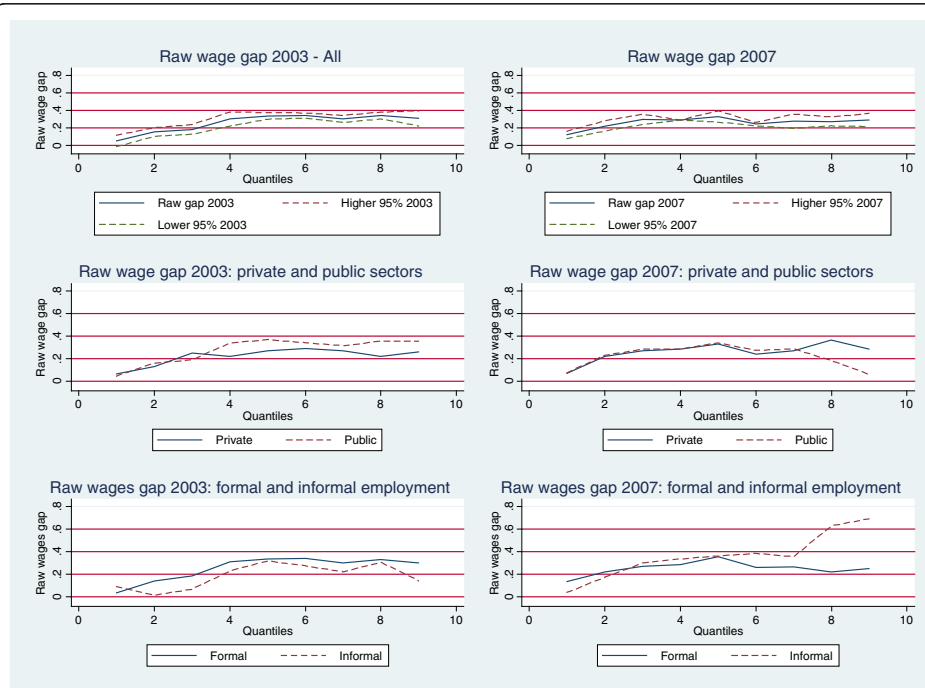 Raw wage gap 2003 - All
Raw wage gap
0 .2 .4 .6 .8
0 2 4 6 8 10
Quantiles
Raw gap 2003 Higher 95% 2003
Lower 95% 2003
Raw wage gap 2007
Raw wage gap
0 .2 .4 .6 .8
0 2 4 6 8 10
Quantiles
Raw gap 2007 Higher 95% 2007
Lower 95% 2007
Raw wage gap 2003: private and public sectors
Raw wage gap
0 .2 .4 .6 .8
0 2 4 6 8 10
Quantiles
Private Public
Raw wage gap 2007: private and public sectors
Raw wage gap
0 .2 .4 .6 .8
0 2 4 6 8 10
Quantiles
Private Public
Raw wages gap 2003: formal and informal employment
Raw wages gap
0 .2 .4 .6 .8
0 2 4 6 8 10
Quantiles
Formal Informal
Raw wages gap 2007: formal and informal employment
Raw wages gap
0 .2 .4 .6 .8
0 2 4 6 8 10
Quantiles
Formal Informal